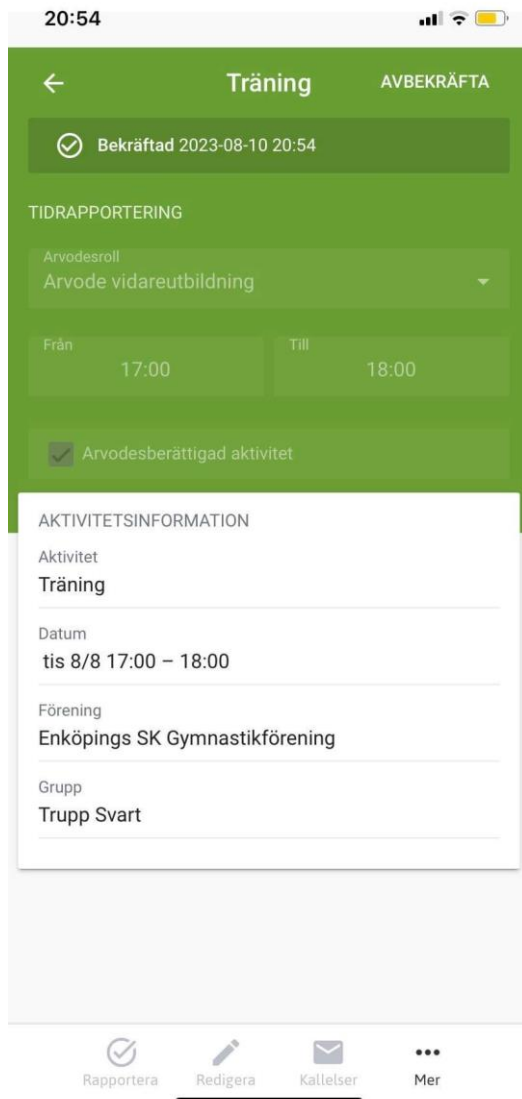 20:54
Träning
AVBEKRÄFTA
Bekräftad 2023-08-10 20:54
TIDRAPPORTERING
Arvodesroll
Arvode vidareutbildning
Från Till
17:00 18:00
Arvodesberättigad aktivitet
AKTIVITETSINFORMATION
Aktivitet
Träning
Datum
tis 8/8 17:00 – 18:00
Förening
Enköpings SK Gymnastikförening
Grupp
Trupp Svart
Rapportera Redigera Kallelser Mer